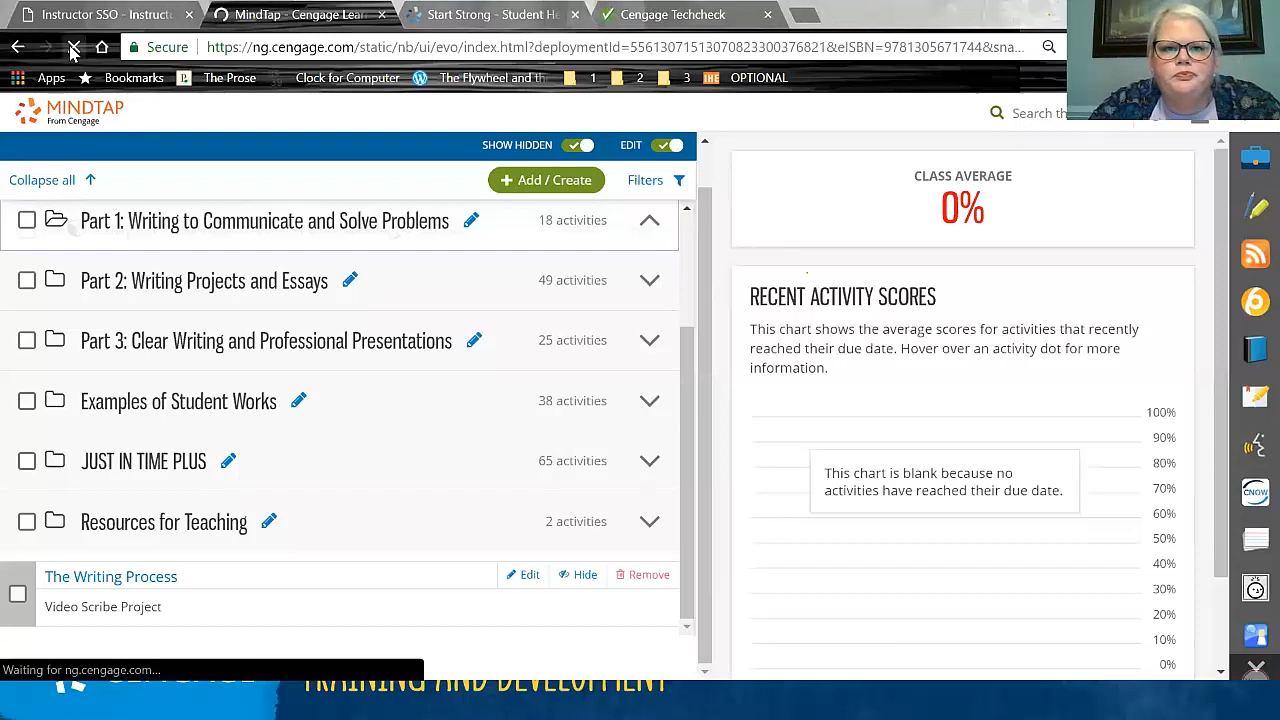 Instructor SSO - Instruct
MindTap - Cengage Lear
Start Strong - Student He
Cengage Techcheck
Secure
https://ng.cengage.com/static/nb/ui/evo/index.html?deploymentId=5561307151307082330037682​1&eISBN=9781305671744&sna...
Apps
Bookmarks
The Prose
Clock for Computer
The Flywheel and th
1
2
3
IHE
OPTIONAL
MINDTAP
From Cengage
Search th
SHOW HIDDEN
EDIT
Collapse all
+ Add / Create
Filters
Part 1: Writing to Communicate and Solve Problems
18 activities
Part 2: Writing Projects and Essays
49 activities
Part 3: Clear Writing and Professional Presentations
25 activities
Examples of Student Works
38 activities
JUST IN TIME PLUS
65 activities
Resources for Teaching
2 activities
The Writing Process
Edit
Hide
Remove
Video Scribe Project
CLASS AVERAGE
0%
RECENT ACTIVITY SCORES
This chart shows the average scores for activities that recently
reached their due date. Hover over an activity dot for more
information.
This chart is blank because no
activities have reached their due date.
100%
90%
80%
70%
60%
50%
40%
30%
20%
10%
0%
CNOW
Waiting for ng.cengage.com...
TRAINING AND DEVELOPMENT